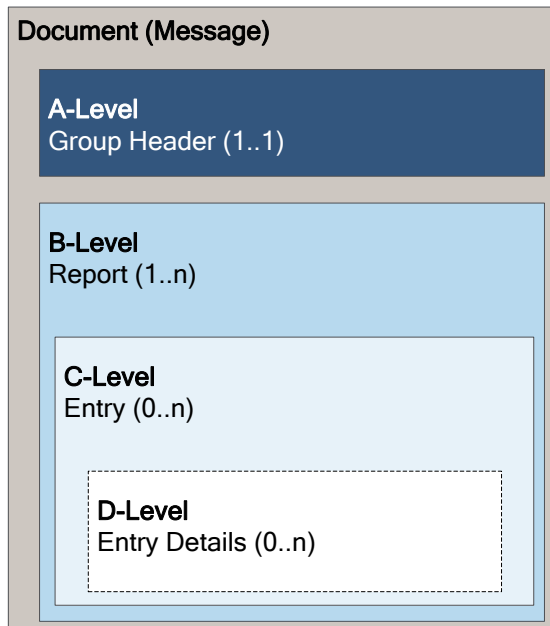 Document (Message)
A-Level
Group Header (1..1)
B-Level
Report (1..n)
C-Level
Entry (0..n)
D-Level
Entry Details (0..n)